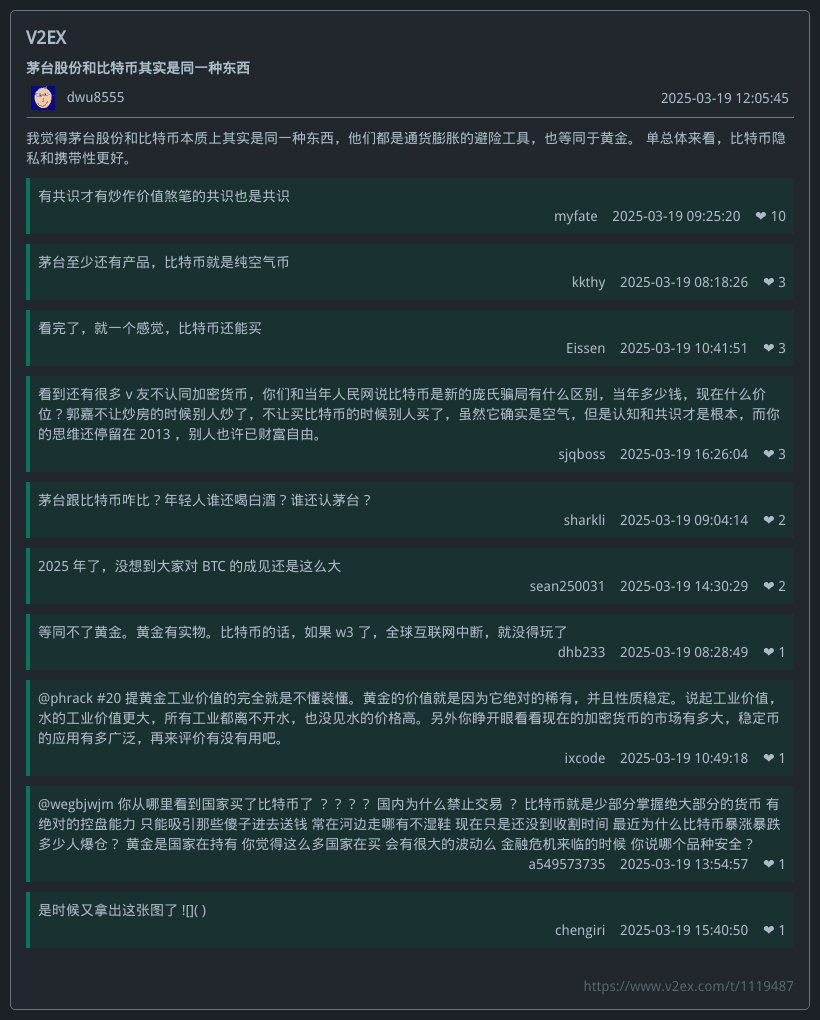 V2EX
茅台股份和比特币其实是同一种东西
dwu8555
2025-03-19 12:05:45
我觉得茅台股份和比特币本质上其实是同一种东西，他们都是通货膨胀的避险工具，也等同于黄金。 单总体来看，比特币隐
私和携带性更好。
有共识才有炒作价值煞笔的共识也是共识
myfate 2025-03-19 09:25:20 ❤ 10
茅台至少还有产品，比特币就是纯空气币
kkthy 2025-03-19 08:18:26 ❤ 3
看完了，就一个感觉，比特币还能买
Eissen 2025-03-19 10:41:51 ❤ 3
看到还有很多 v 友不认同加密货币，你们和当年人民网说比特币是新的庞氏骗局有什么区别，当年多少钱，现在什么价
位？郭嘉不让炒房的时候别人炒了，不让买比特币的时候别人买了，虽然它确实是空气，但是认知和共识才是根本，而你
的思维还停留在 2013 ，别人也许已财富自由。
sjqboss 2025-03-19 16:26:04 ❤ 3
茅台跟比特币咋比？年轻人谁还喝白酒？谁还认茅台？
sharkli 2025-03-19 09:04:14 ❤ 2
2025 年了，没想到大家对 BTC 的成见还是这么大
sean250031 2025-03-19 14:30:29 ❤ 2
等同不了黄金。黄金有实物。比特币的话，如果 w3 了，全球互联网中断，就没得玩了
dhb233 2025-03-19 08:28:49 ❤ 1
@phrack #20 提黄金工业价值的完全就是不懂装懂。黄金的价值就是因为它绝对的稀有，并且性质稳定。说起工业价值，
水的工业价值更大，所有工业都离不开水，也没见水的价格高。另外你睁开眼看看现在的加密货币的市场有多大，稳定币
的应用有多广泛，再来评价有没有用吧。
ixcode 2025-03-19 10:49:18 ❤ 1
@wegbjwjm 你从哪里看到国家买了比特币了 ？？？？ 国内为什么禁止交易 ？ 比特币就是少部分掌握绝大部分的货币 有
绝对的控盘能力 只能吸引那些傻子进去送钱 常在河边走哪有不湿鞋 现在只是还没到收割时间 最近为什么比特币暴涨暴跌
多少人爆仓？ 黄金是国家在持有 你觉得这么多国家在买 会有很大的波动么 金融危机来临的时候 你说哪个品种安全？
a549573735 2025-03-19 13:54:57 ❤ 1
是时候又拿出这张图了 ![]( )
chengiri 2025-03-19 15:40:50 ❤ 1
https://www.v2ex.com/t/1119487